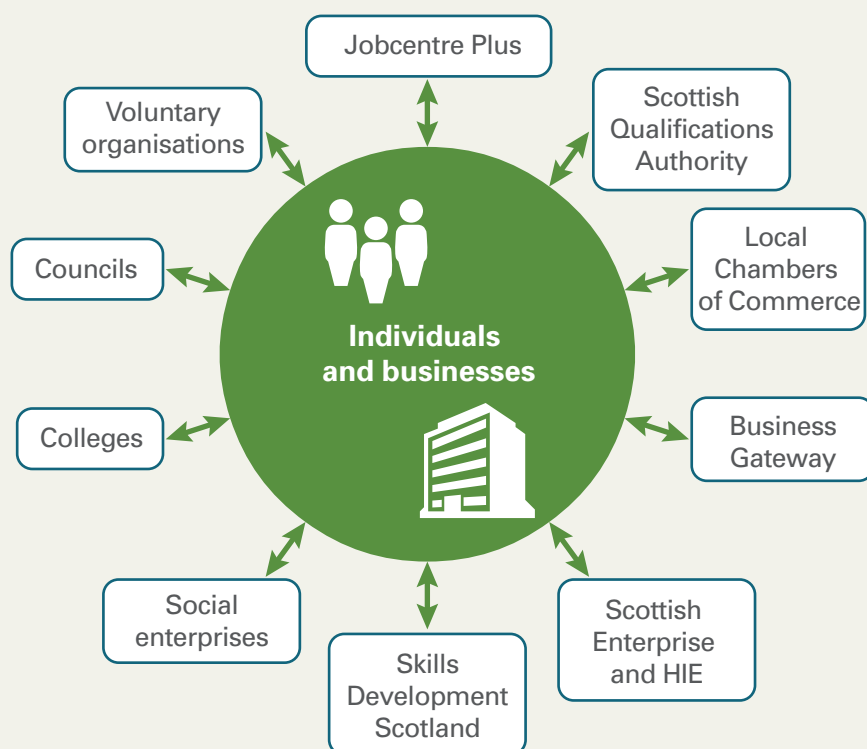 Jobcentre Plus
Scottish
Qualifications
Authority
Local
Chambers
of Commerce
Business
Gateway
Scottish
Enterprise
and HIE
Skills
Development
Scotland
Social
enterprises
Colleges
Councils
Voluntary
organisations
Individuals
and businesses